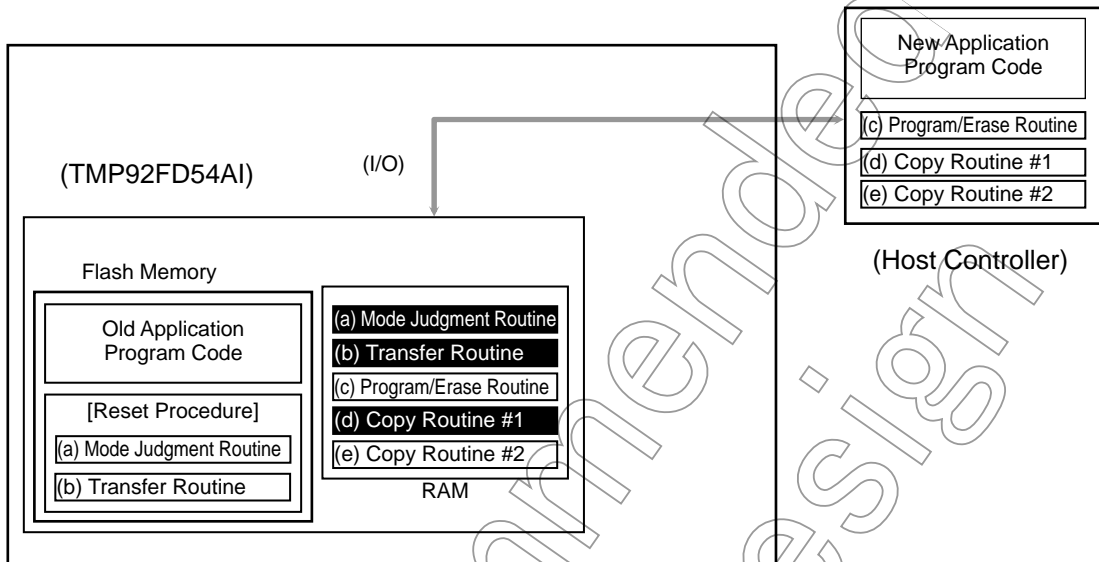 New Application
Program Code
(c) Program/Erase Routine
(d) Copy Routine #1
(e) Copy Routine #2
(Host Controller)
(I/O)
(TMP92FD54AI)
Flash Memory
Old Application
Program Code
[Reset Procedure]
(a) Mode Judgment Routine
(b) Transfer Routine
(a) Mode Judgment Routine
(b) Transfer Routine
(c) Program/Erase Routine
(d) Copy Routine #1
(e) Copy Routine #2
RAM